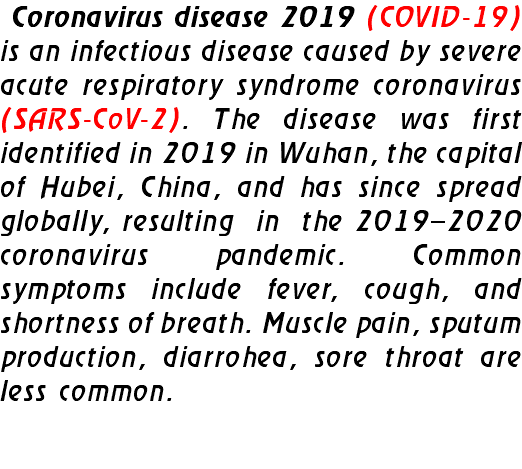 Coronavirus disease 2019 (COVID-19)
is an infectious disease caused by severe
acute respiratory syndrome coronavirus
(SARS-CoV-2). The disease was first
identified in 2019 in Wuhan, the capital
of Hubei, China, and has since spread
globally, resulting in the 2019–2020
coronavirus pandemic. Common
symptoms include fever, cough, and
shortness of breath. Muscle pain, sputum
production, diarrohea, sore throat are
less common.